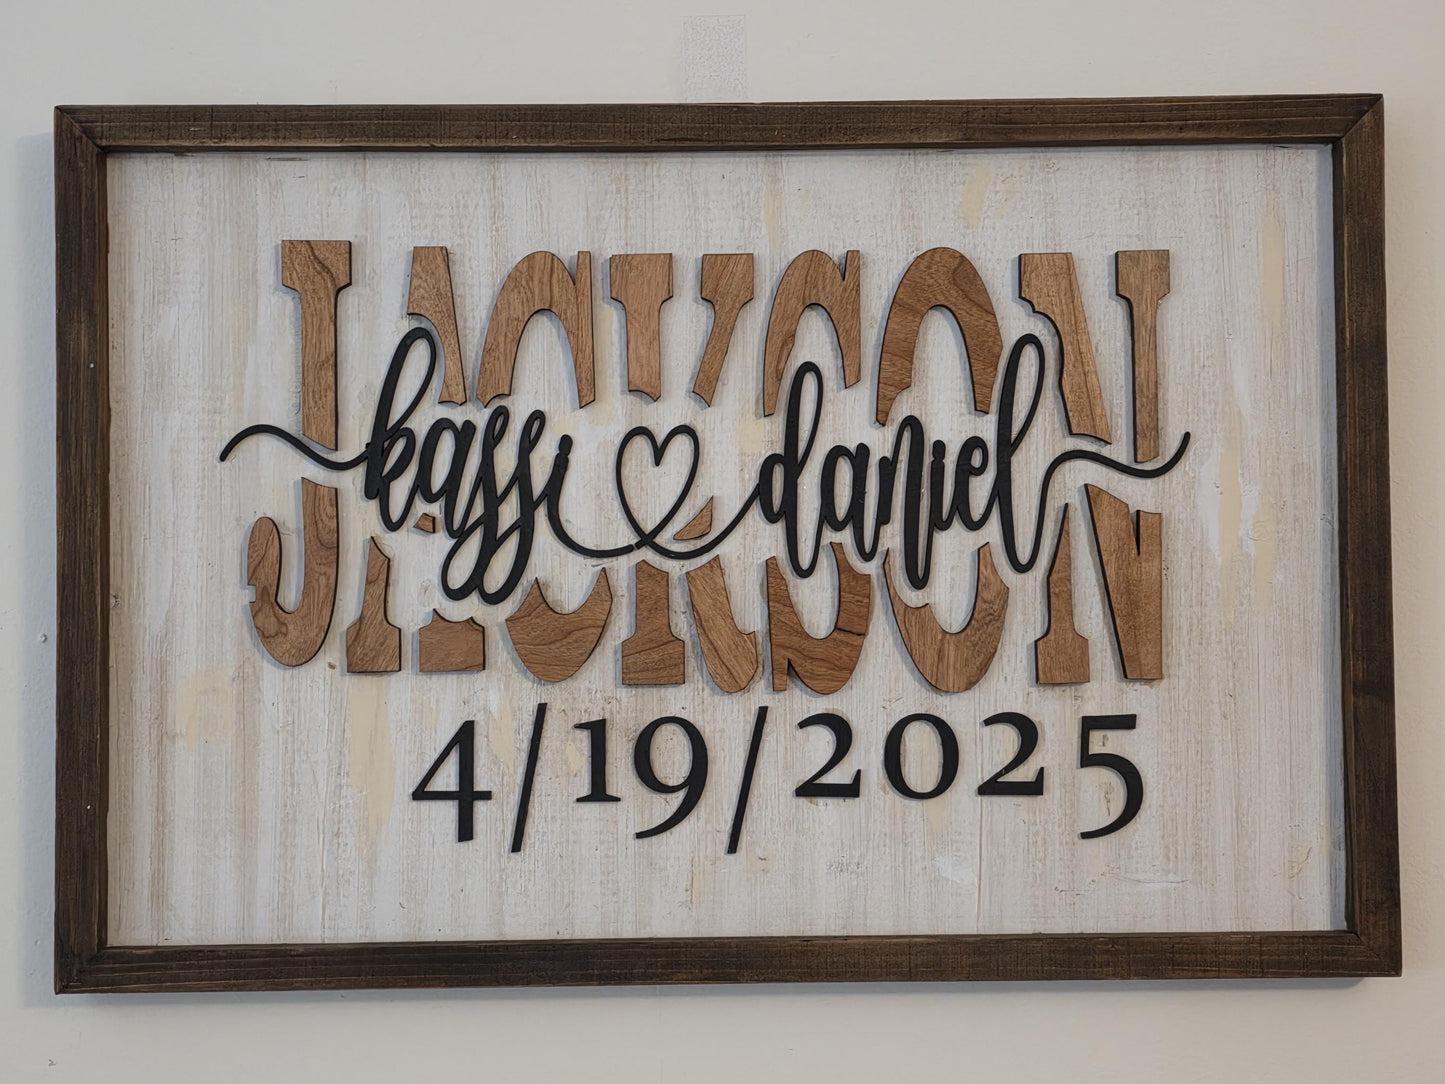 JACKSON
kassi daniel
4/19/2025